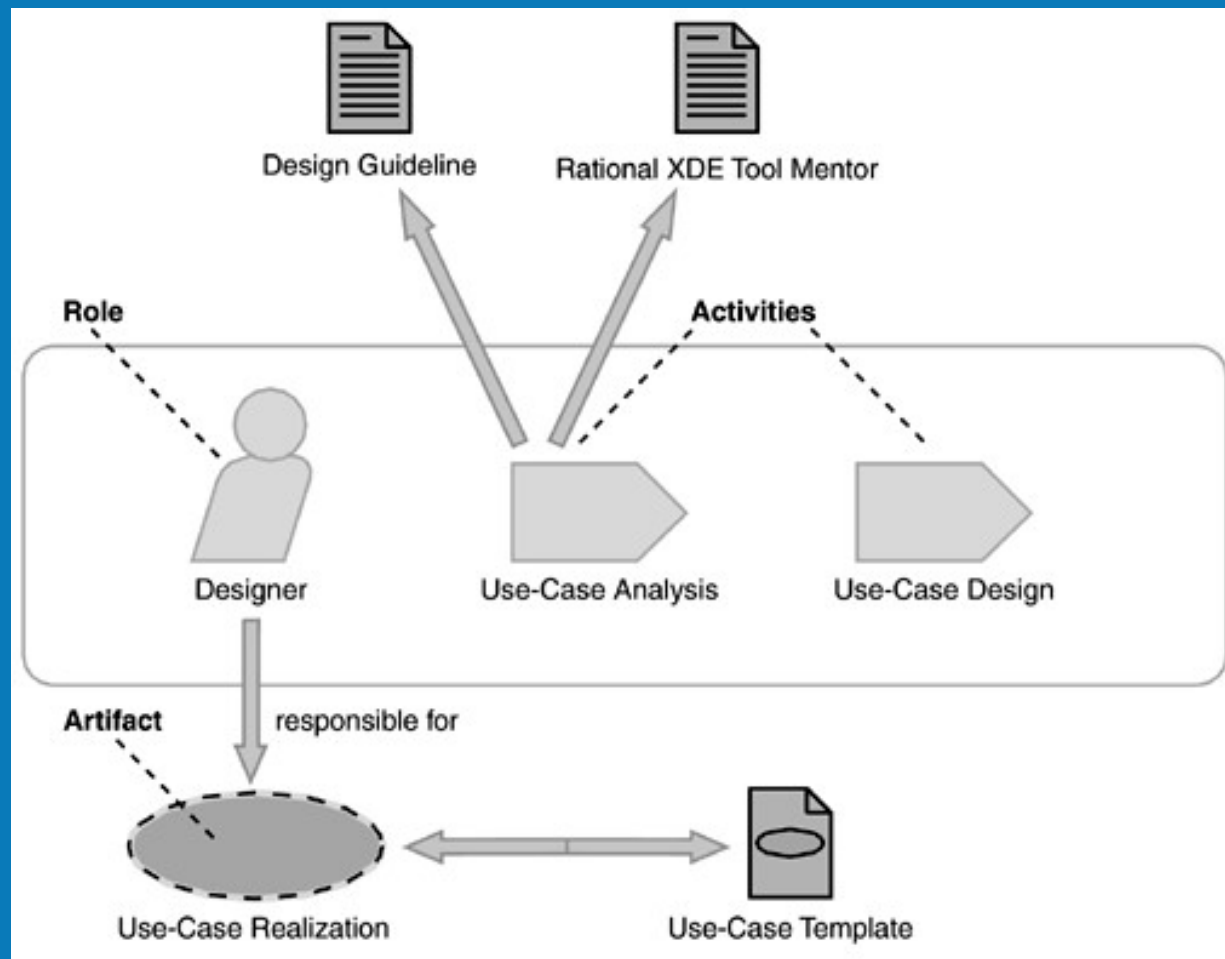 Design Guideline
Rational XDE Tool Mentor
Role
Activities
Designer
Use-Case Analysis
Use-Case Design
Artifact
responsible for
Use-Case Realization
Use-Case Template